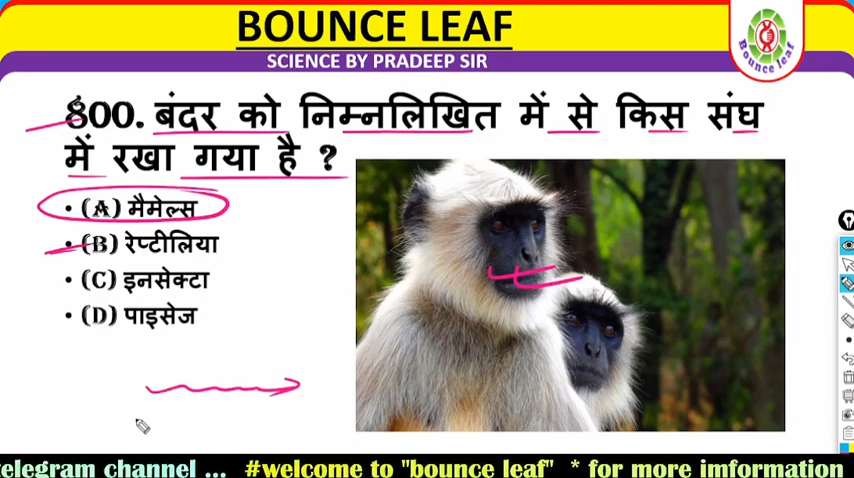 BOUNCE LEAF
SCIENCE BY PRADEEP SIR
Bounce leaf
800. बंदर को निम्नलिखित में से किस संघ
में रखा गया है ?
• (A) मैमेल्स
• (B) रेप्टीलिया
• (C) इनसेक्टा
• (D) पाइसेज
elegram channel ... #welcome to "bounce leaf" * for more imformation